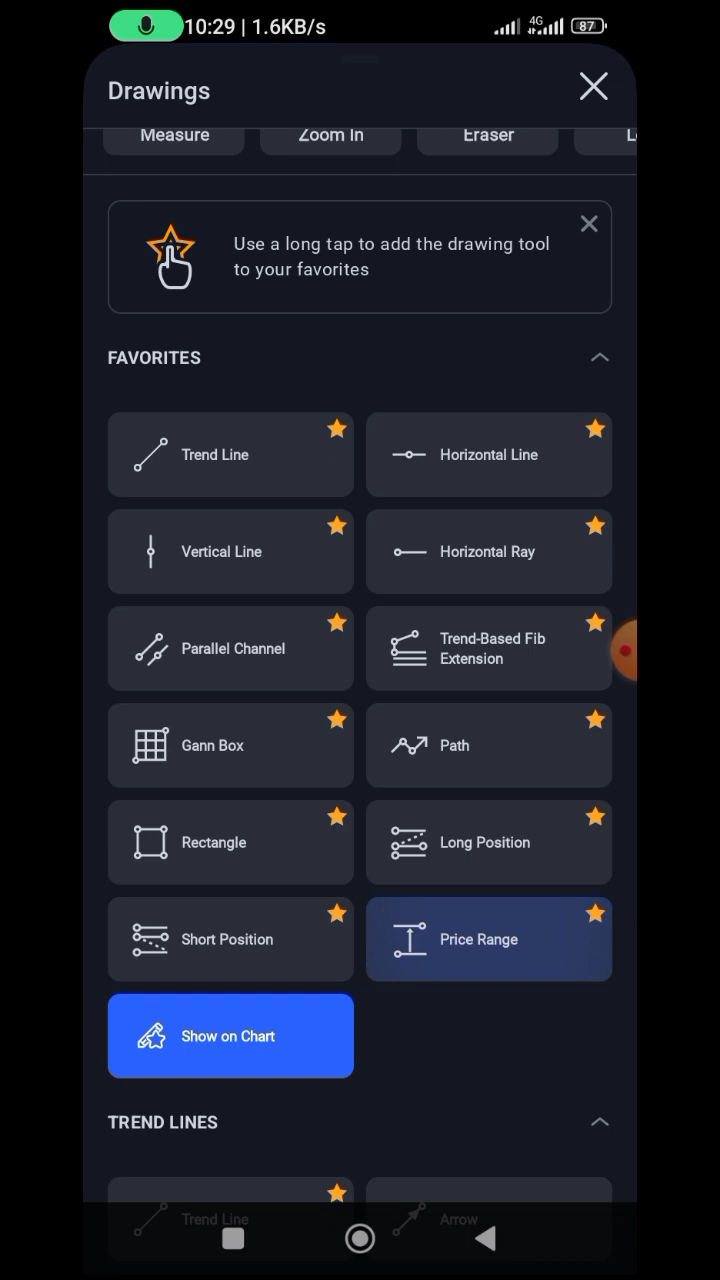 10:29 | 1.6KB/s
4G
87
Drawings
Measure
Zoom In
Eraser
Use a long tap to add the drawing tool
to your favorites
FAVORITES
Trend Line
Horizontal Line
Vertical Line
Horizontal Ray
Parallel Channel
Trend-Based Fib
Extension
Gann Box
Path
Rectangle
Long Position
Short Position
Price Range
Show on Chart
TREND LINES
Trend Line
Arrow